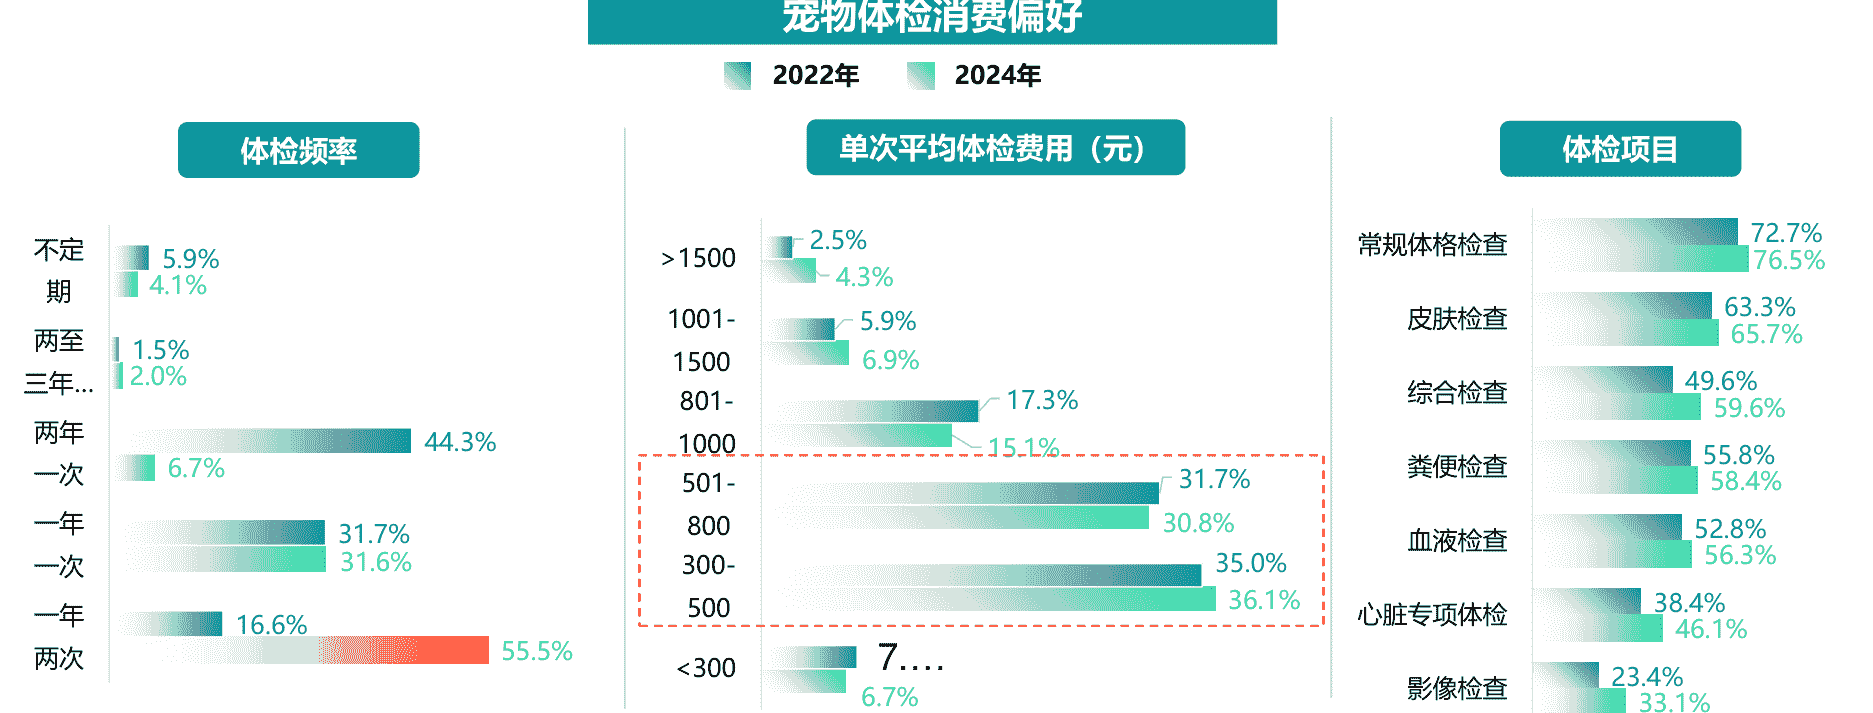 宠物体检消费偏好
2022年
2024年
体检频率
单次平均体检费用（元）
体检项目
不定
期
5.9%
4.1%
两至
三年...
1.5%
2.0%
两年
一次
44.3%
6.7%
一年
一次
31.7%
31.6%
一年
两次
16.6%
55.5%
>1500
2.5%
4.3%
1001-
1500
5.9%
6.9%
801-
1000
17.3%
15.1%
501-
800
31.7%
30.8%
300-
500
35.0%
36.1%
<300
7....
6.7%
常规体格检查
72.7%
76.5%
皮肤检查
63.3%
65.7%
综合检查
49.6%
59.6%
粪便检查
55.8%
58.4%
血液检查
52.8%
56.3%
心脏专项体检
38.4%
46.1%
影像检查
23.4%
33.1%